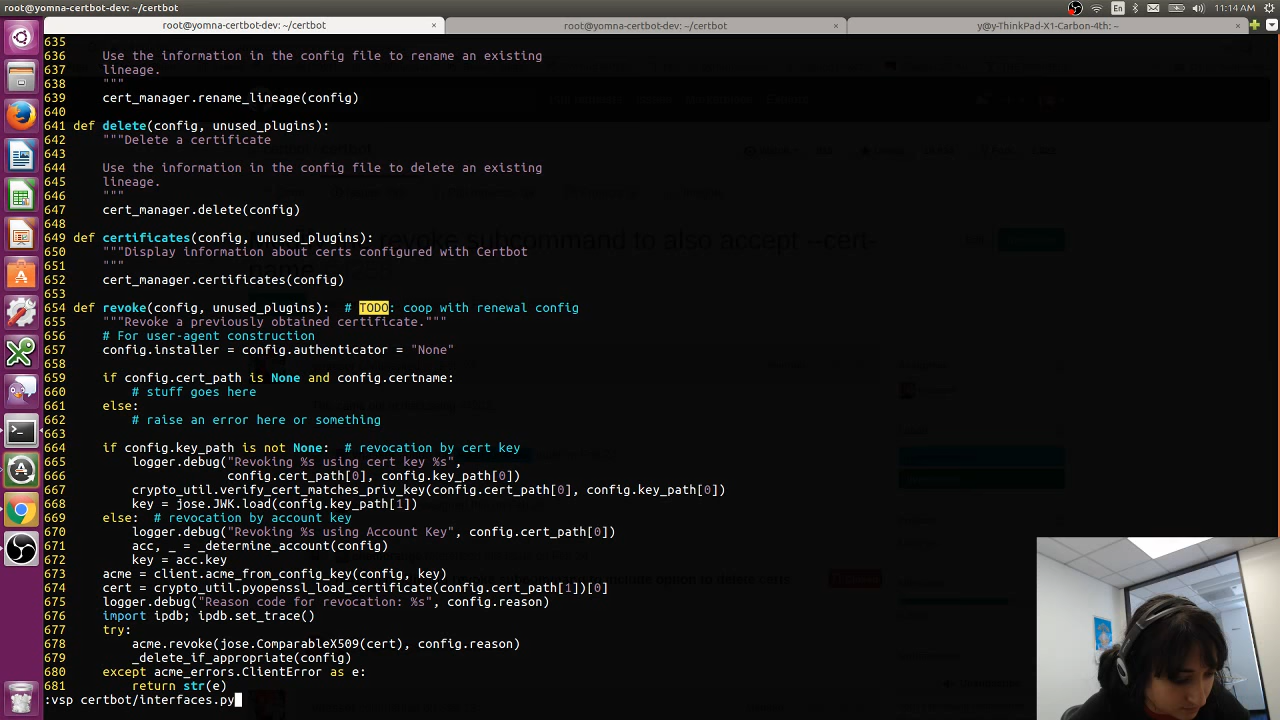 root@yomna-certbot-dev: ~/certbot
En
11:14 AM
root@yomna-certbot-dev: ~/certbot × root@yomna-certbot-dev: ~/certbot × y@y-ThinkPad-X1-Carbon-4th: ~ ×
635
636 Use the information in the config file to rename an existing
637 lineage.
638 """
639 cert_manager.rename_lineage(config)
640
641 def delete(config, unused_plugins):
642 """Delete a certificate
643
644 Use the information in the config file to delete an existing
645 lineage.
646 """
647 cert_manager.delete(config)
648
649 def certificates(config, unused_plugins):
650 """Display information about certs configured with Certbot
651 """
652 cert_manager.certificates(config)
653
654 def revoke(config, unused_plugins): # TODO: coop with renewal config
655 """Revoke a previously obtained certificate."""
656 # For user-agent construction
657 config.installer = config.authenticator = "None"
658
659 if config.cert_path is None and config.certname:
660 # stuff goes here
661 else:
662 # raise an error here or something
663
664 if config.key_path is not None: # revocation by cert key
665 logger.debug("Revoking %s using cert key %s",
666 config.cert_path[0], config.key_path[0])
667 crypto_util.verify_cert_matches_priv_key(config.cert_path[0], config.key_path[0])
668 key = jose.JWK.load(config.key_path[1])
669 else: # revocation by account key
670 logger.debug("Revoking %s using Account Key", config.cert_path[0])
671 acc, _ = _determine_account(config)
672 key = acc.key
673 acme = client.acme_from_config_key(config, key)
674 cert = crypto_util.pyopenssl_load_certificate(config.cert_path[1])[0]
675 logger.debug("Reason code for revocation: %s", config.reason)
676 import ipdb; ipdb.set_trace()
677 try:
678 acme.revoke(jose.ComparableX509(cert), config.reason)
679 _delete_if_appropriate(config)
680 except acme_errors.ClientError as e:
681 return str(e)
:vsp certbot/interfaces.py
revoke subcommand to also accept --cert-